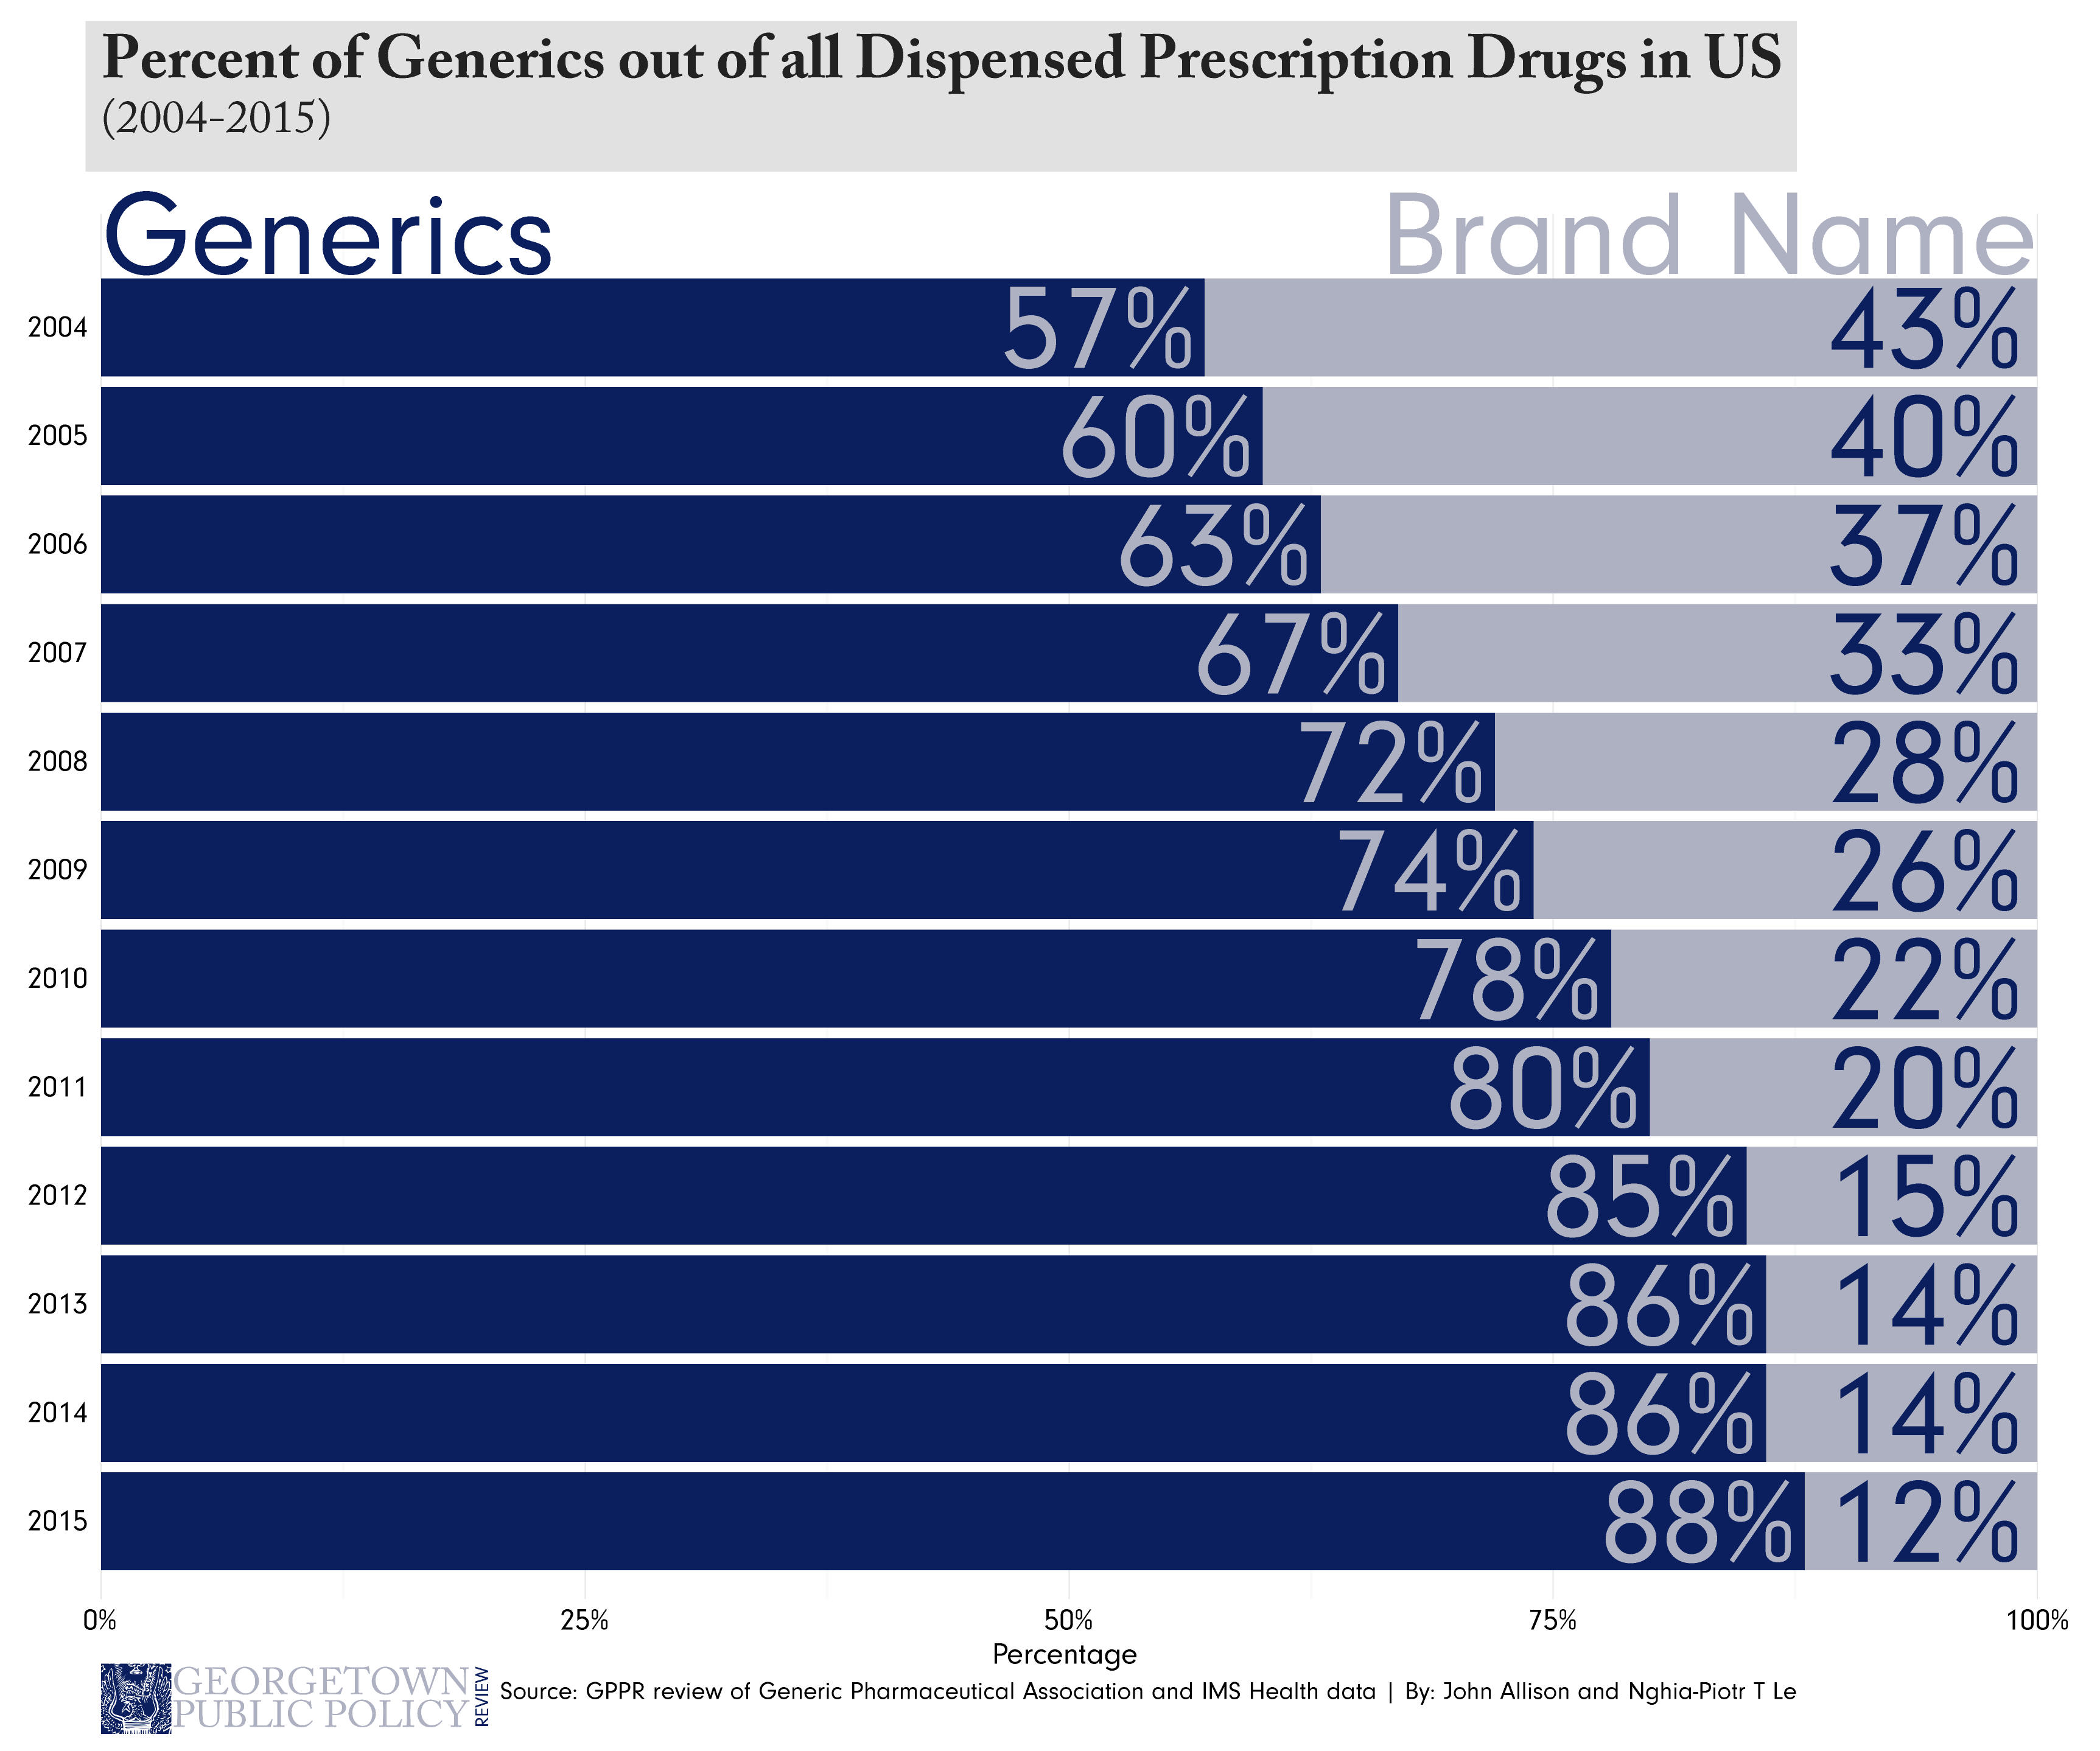 Percent of Generics out of all Dispensed Prescription Drugs in US
(2004-2015)
Generics Brand Name
2004 57% 43%
2005 60% 40%
2006 63% 37%
2007 67% 33%
2008 72% 28%
2009 74% 26%
2010 78% 22%
2011 80% 20%
2012 85% 15%
2013 86% 14%
2014 86% 14%
2015 88% 12%
0% 25% 50% 75% 100%
Percentage
GEORGETOWN
PUBLIC POLICY
REVIEW
Source: GPPR review of Generic Pharmaceutical Association and IMS Health data | By: John Allison and Nghia-Piotr T Le